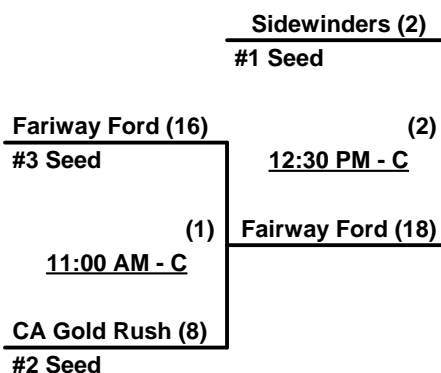 Sidewinders (2)
#1 Seed
Fariway Ford (16)
(2)
#3 Seed
12:30 PM - C
(1)
Fairway Ford (18)
11:00 AM - C
CA Gold Rush (8)
#2 Seed